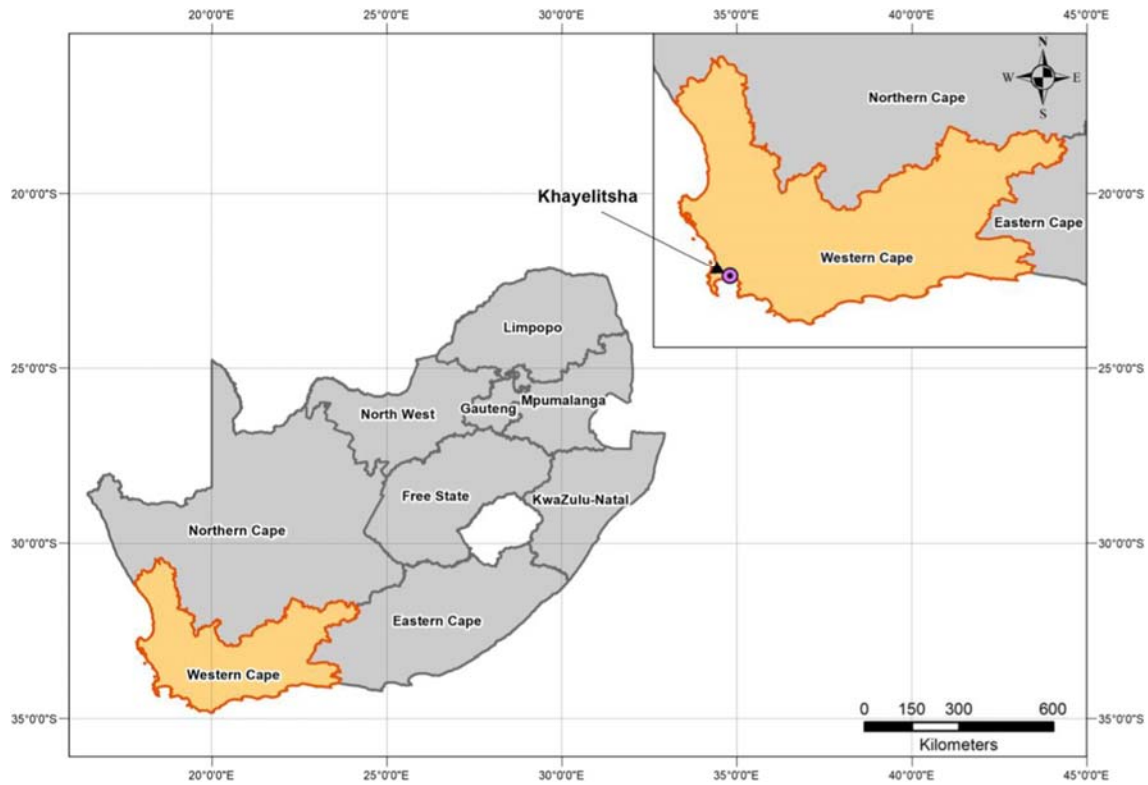 20°0'0"E 25°0'0"E 30°0'0"E 35°0'0"E 40°0'0"E 45°0'0"E
N
W E
S
Northern Cape
20°0'0"S 20°0'0"S
Khayelitsha
Eastern Cape
Western Cape
Limpopo
25°0'0"S 25°0'0"S
Mpumalanga
Gauteng
North West
Free State
KwaZulu-Natal
Northern Cape
30°0'0"S 30°0'0"S
Eastern Cape
Western Cape
0 150 300 600
Kilometers
35°0'0"S 35°0'0"S
20°0'0"E 25°0'0"E 30°0'0"E 35°0'0"E 40°0'0"E 45°0'0"E